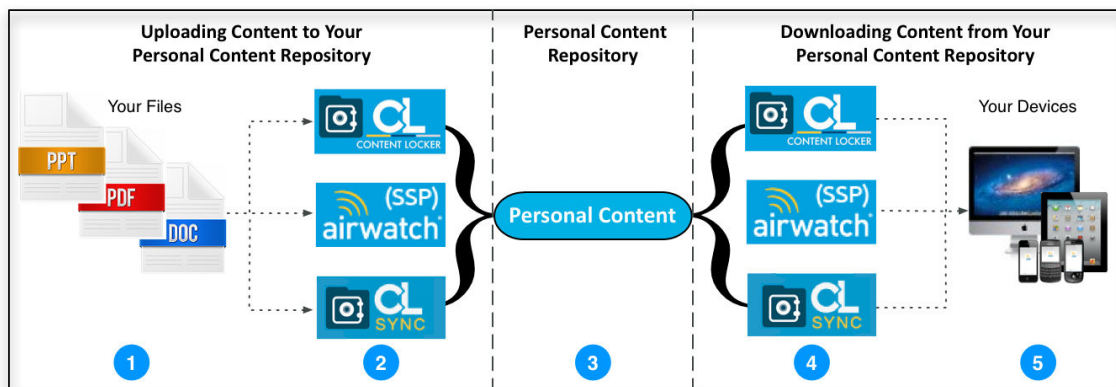 Uploading Content to Your
Personal Content Repository
Personal Content
Repository
Downloading Content from Your
Personal Content Repository
Your Files
PPT
PDF
DOC
CL
CONTENT LOCKER
(SSP)
airwatch®
CL
SYNC
Personal Content
CL
CONTENT LOCKER
(SSP)
airwatch®
CL
SYNC
Your Devices
1
2
3
4
5